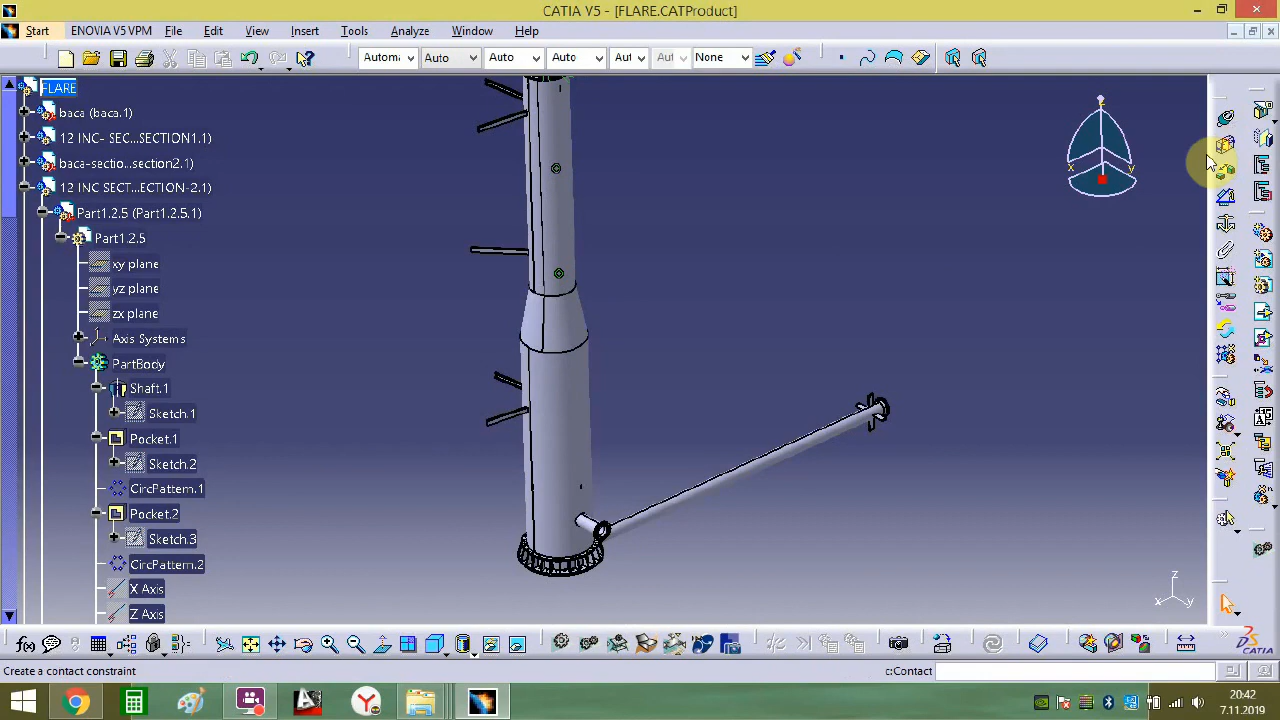 CATIA V5 - [FLARE.CATProduct]
Start ENOVIA V5 VPM File Edit View Insert Tools Analyze Window Help
Automa Auto Auto Auto Aut Aut None
FLARE
baca (baca.1)
12 INC- SEC...SECTION1.1)
baca-sectio...section2.1)
12 INC SECT...ECTION-2.1)
Part1.2.5 (Part1.2.5.1)
Part1.2.5
xy plane
yz plane
zx plane
Axis Systems
PartBody
Shaft.1
Sketch.1
Pocket.1
Sketch.2
CircPattern.1
Pocket.2
Sketch.3
CircPattern.2
X Axis
Z Axis
z
x y
z
x y
f(x)
CATIA
Create a contact constraint c:Contact
20:42
7.11.2019